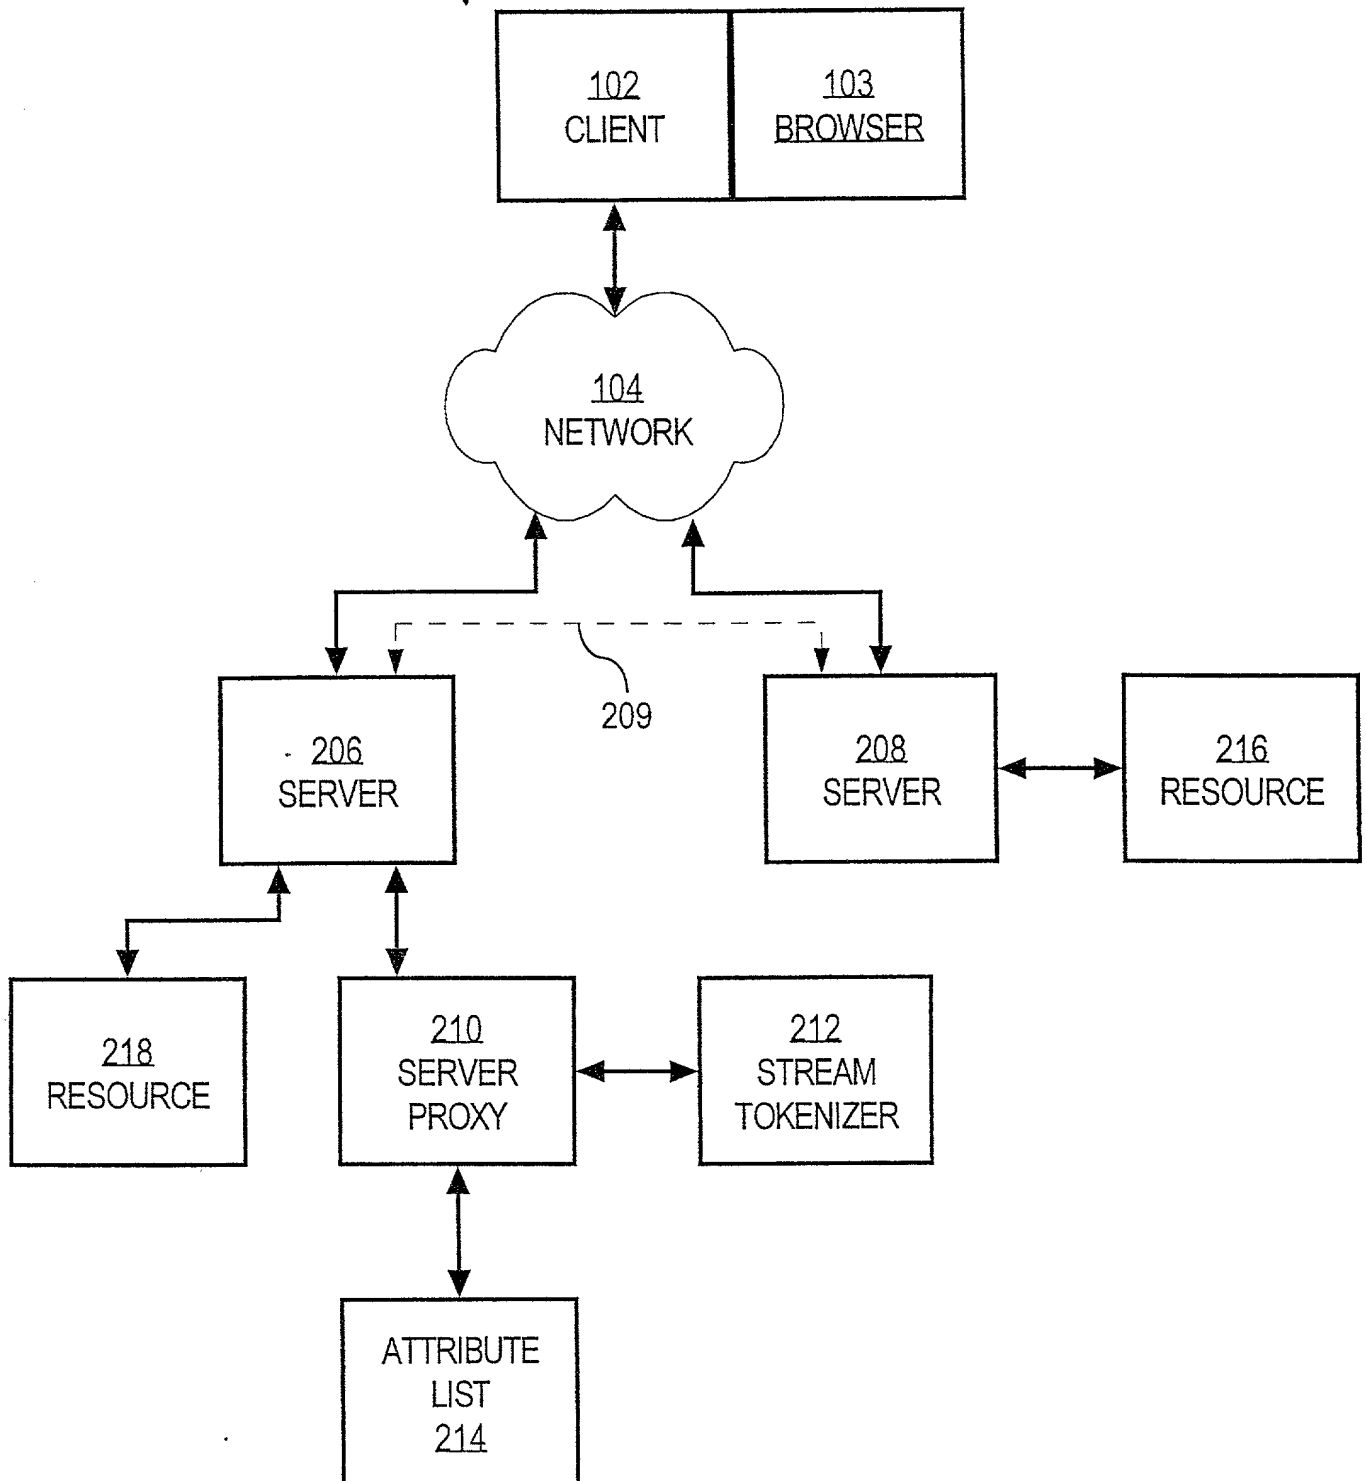 102
CLIENT
103
BROWSER
104
NETWORK
209
206
SERVER
208
SERVER
216
RESOURCE
218
RESOURCE
210
SERVER
PROXY
212
STREAM
TOKENIZER
ATTRIBUTE
LIST
214